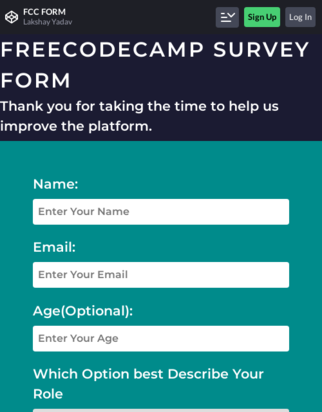 FCC FORM
Lakshay Yadav
Sign Up
Log In
FREECODECAMP SURVEY
FORM
Thank you for taking the time to help us
improve the platform.
Name:
Enter Your Name
Email:
Enter Your Email
Age(Optional):
Enter Your Age
Which Option best Describe Your
Role